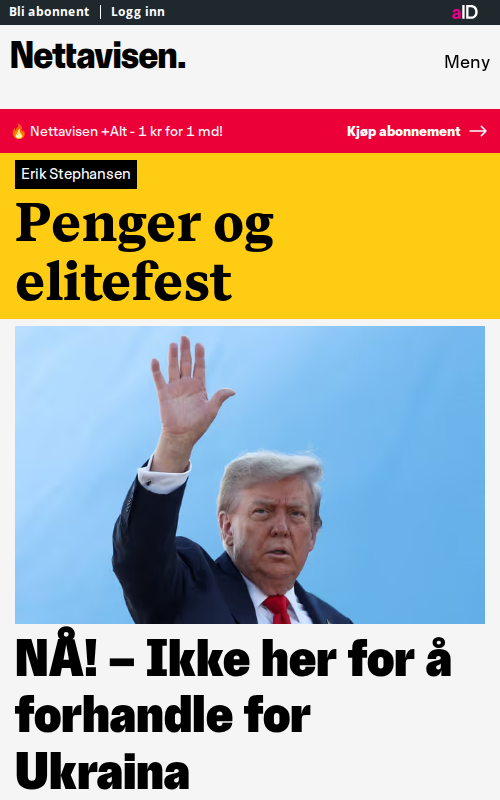 Bli abonnent | Logg inn
aID
Nettavisen.
Meny
🔥 Nettavisen +Alt - 1 kr for 1 md!
Kjøp abonnement →
Erik Stephansen
Penger og
elitefest
NÅ! – Ikke her for å
forhandle for
Ukraina